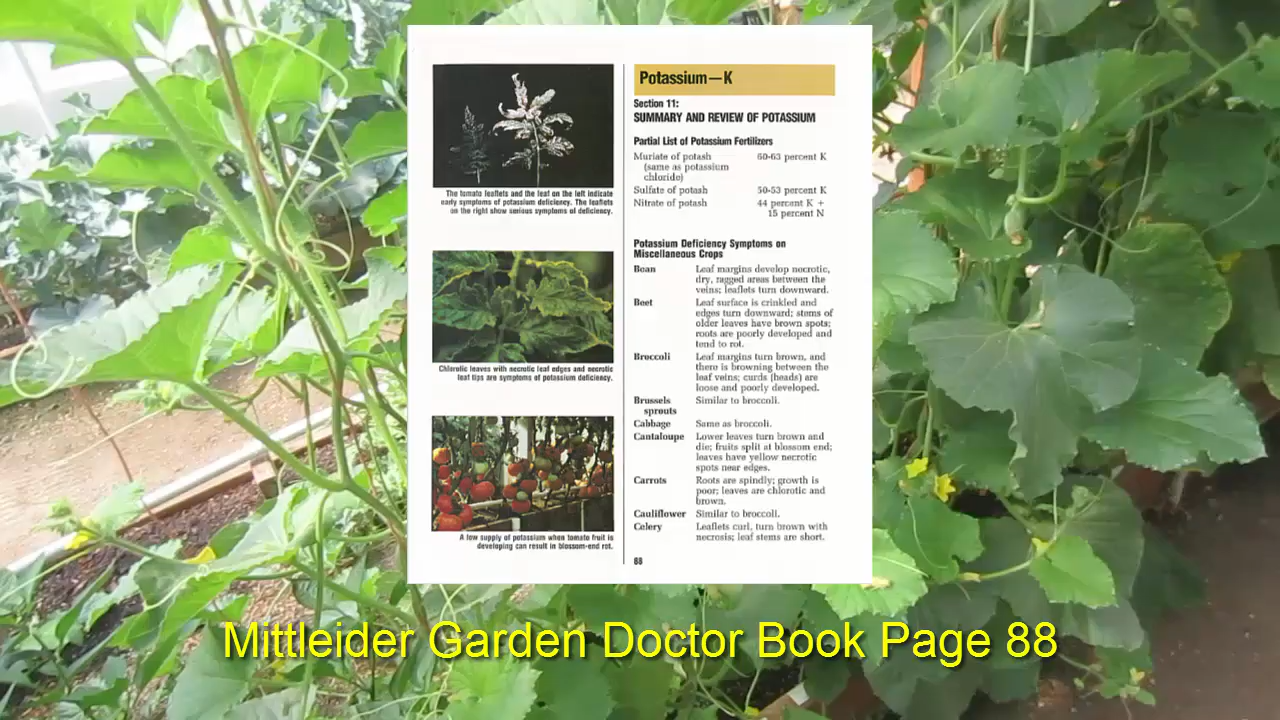 The tomato leaflets and the leaf on the left indicate
early symptoms of potassium deficiency. The leaflets
on the right show serious symptoms of deficiency.
Chlorotic leaves with necrotic leaf edges and necrotic
leaf tips are symptoms of potassium deficiency.
A low supply of potassium when tomato fruit is
developing can result in blossom-end rot.
Potassium—K
Section 11:
SUMMARY AND REVIEW OF POTASSIUM
Partial List of Potassium Fertilizers
Muriate of potash 60-63 percent K
(same as potassium
chloride)
Sulfate of potash 50-53 percent K
Nitrate of potash 44 percent K +
15 percent N
Potassium Deficiency Symptoms on
Miscellaneous Crops
Bean Leaf margins develop necrotic,
dry, ragged areas between the
veins; leaflets turn downward.
Beet Leaf surface is crinkled and
edges turn downward; stems of
older leaves have brown spots;
roots are poorly developed and
tend to rot.
Broccoli Leaf margins turn brown, and
there is browning between the
leaf veins; curds (heads) are
loose and poorly developed.
Brussels Similar to broccoli.
sprouts
Cabbage Same as broccoli.
Cantaloupe Lower leaves turn brown and
die; fruits split at blossom end;
leaves have yellow necrotic
spots near edges.
Carrots Roots are spindly; growth is
poor; leaves are chlorotic and
brown.
Cauliflower Similar to broccoli.
Celery Leaflets curl, turn brown with
necrosis; leaf stems are short.
88
Mittleider Garden Doctor Book Page 88